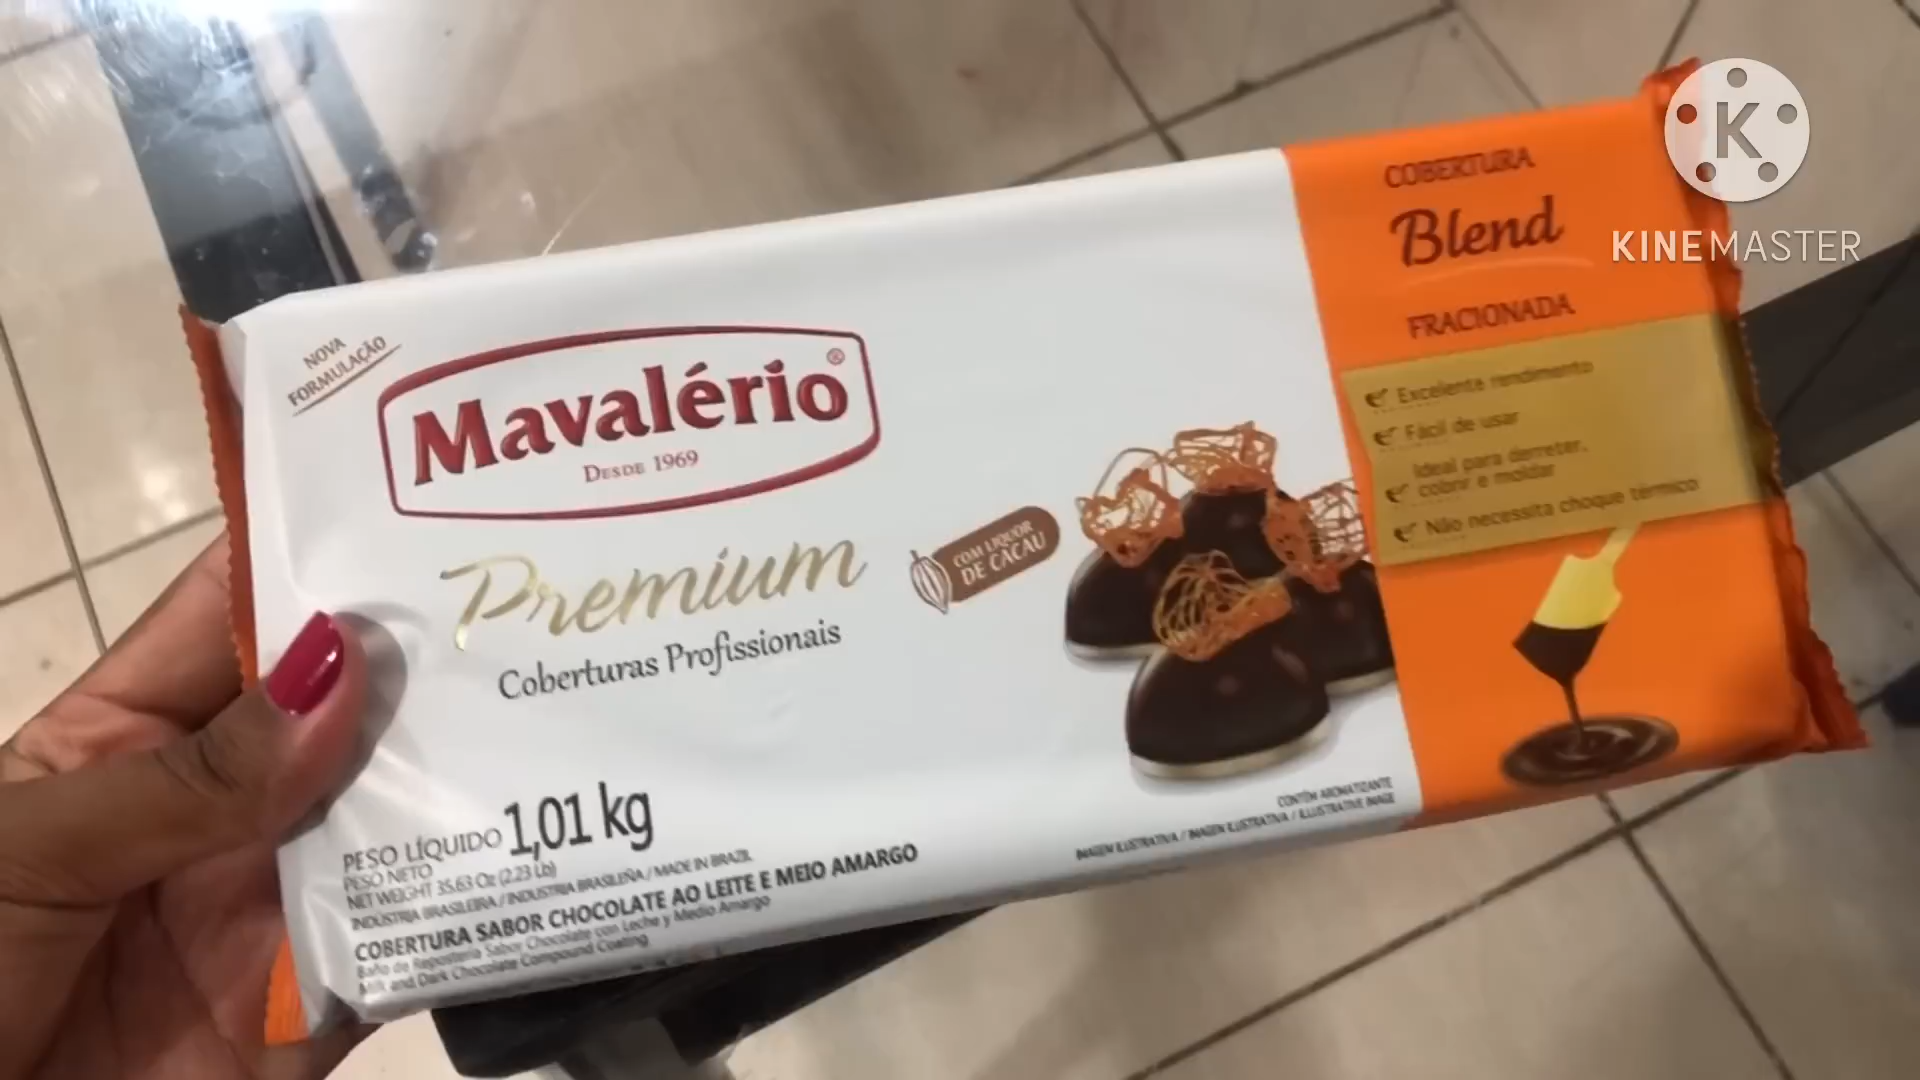 NOVA
FORMULAÇÃO
Mavalério®
DESDE 1969
Premium
Coberturas Profissionais
COM LIQUOR
DE CACAU
PESO LÍQUIDO 1,01 kg
PESO NETO
NET WEIGHT 35.63 Oz (2.23 Lb)
INDÚSTRIA BRASILEIRA / INDUSTRIA BRASILEÑA / MADE IN BRAZIL
COBERTURA SABOR CHOCOLATE AO LEITE E MEIO AMARGO
Baño de Repostería Sabor Chocolate con Leche y Medio Amargo
Milk and Dark Chocolate Compound Coating
CONTÉM AROMATIZANTE
IMAGEM ILUSTRATIVA / IMAGEN ILUSTRATIVA / ILLUSTRATIVE IMAGE
COBERTURA
Blend
FRACIONADA
Excelente rendimento
Fácil de usar
Ideal para derreter,
cobrir e moldar
Não necessita choque térmico
K
KINEMASTER